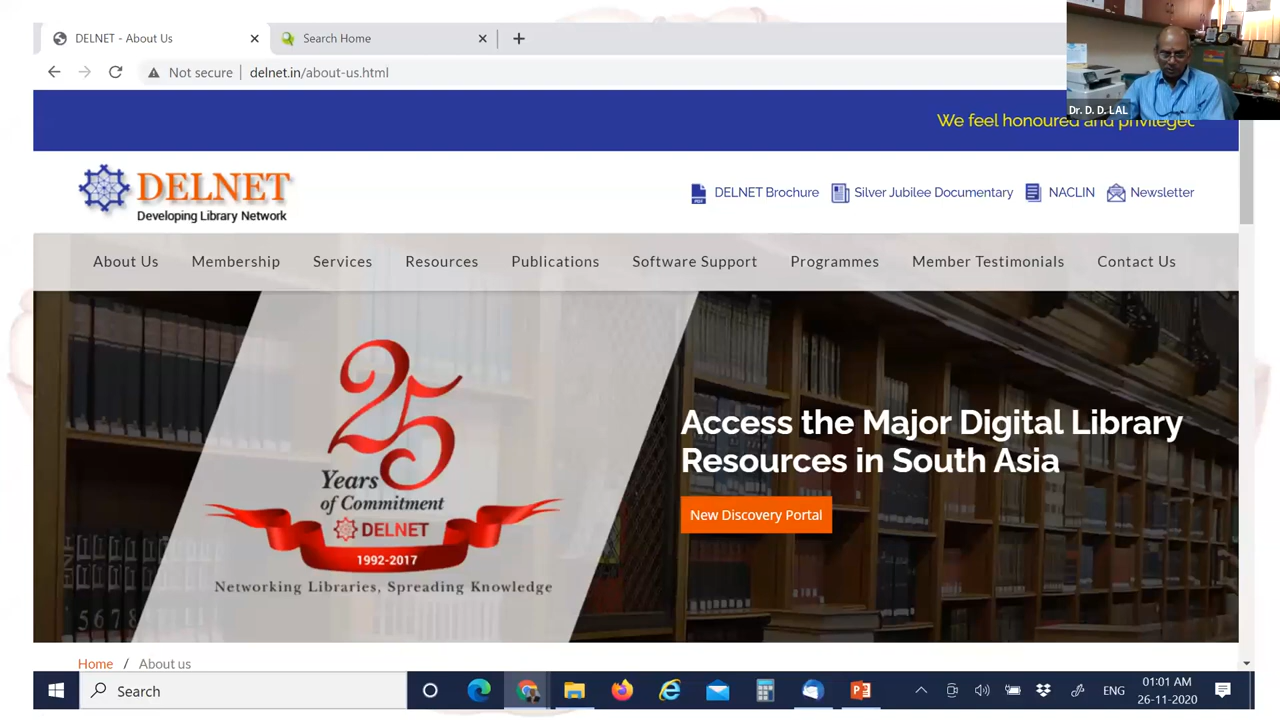 DELNET - About Us
Search Home
Not secure
delnet.in/about-us.html
Dr. D. D. LAL
We feel honoured and privileged
DELNET
Developing Library Network
DELNET Brochure
Silver Jubilee Documentary
NACLIN
Newsletter
About Us
Membership
Services
Resources
Publications
Software Support
Programmes
Member Testimonials
Contact Us
25
Years
of Commitment
DELNET
1992-2017
Networking Libraries, Spreading Knowledge
Access the Major Digital Library
Resources in South Asia
New Discovery Portal
Home / About us
Search
ENG
01:01 AM
26-11-2020